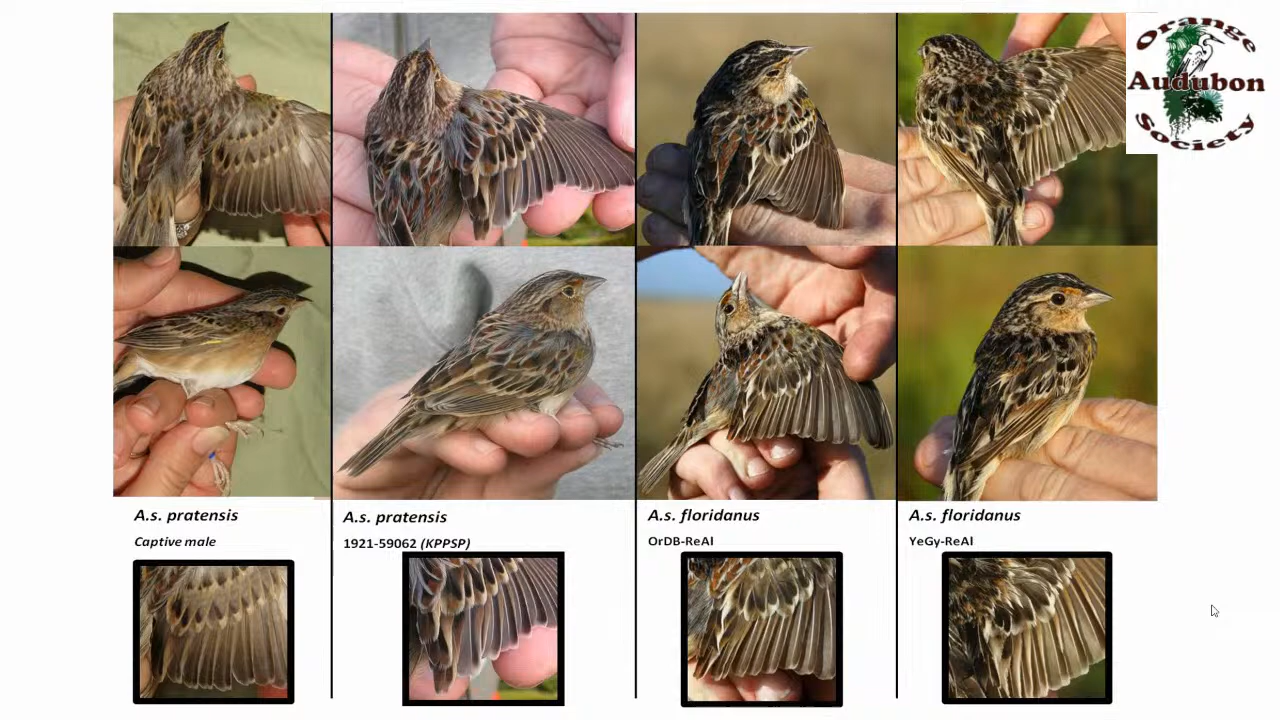 Orange
Audubon
Society
A.s. pratensis
Captive male
A.s. pratensis
1921-59062 (KPPSP)
A.s. floridanus
OrDB-ReAl
A.s. floridanus
YeGy-ReAl